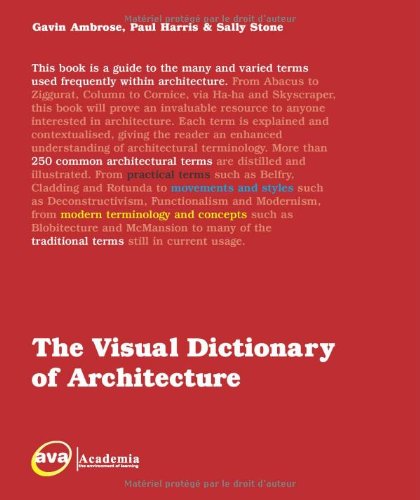 Matériel protégé par le droit d'auteur
Gavin Ambrose, Paul Harris & Sally Stone
This book is a guide to the many and varied terms
used frequently within architecture. From Abacus to
Ziggurat, Column to Cornice, via Ha-ha and Skyscraper,
this book will prove an invaluable resource to anyone
interested in architecture. Each term is explained and
contextualised, giving the reader an enhanced
understanding of architectural terminology. More than
250 common architectural terms are distilled and
illustrated. From practical terms such as Belfry,
Cladding and Rotunda to movements and styles such
as Deconstructivism, Functionalism and Modernism,
from modern terminology and concepts such as
Blobitecture and McMansion to many of the
traditional terms still in current usage.
The Visual Dictionary
of Architecture
ava Academia
the environment of learning
Matériel protégé par le droit d'auteur